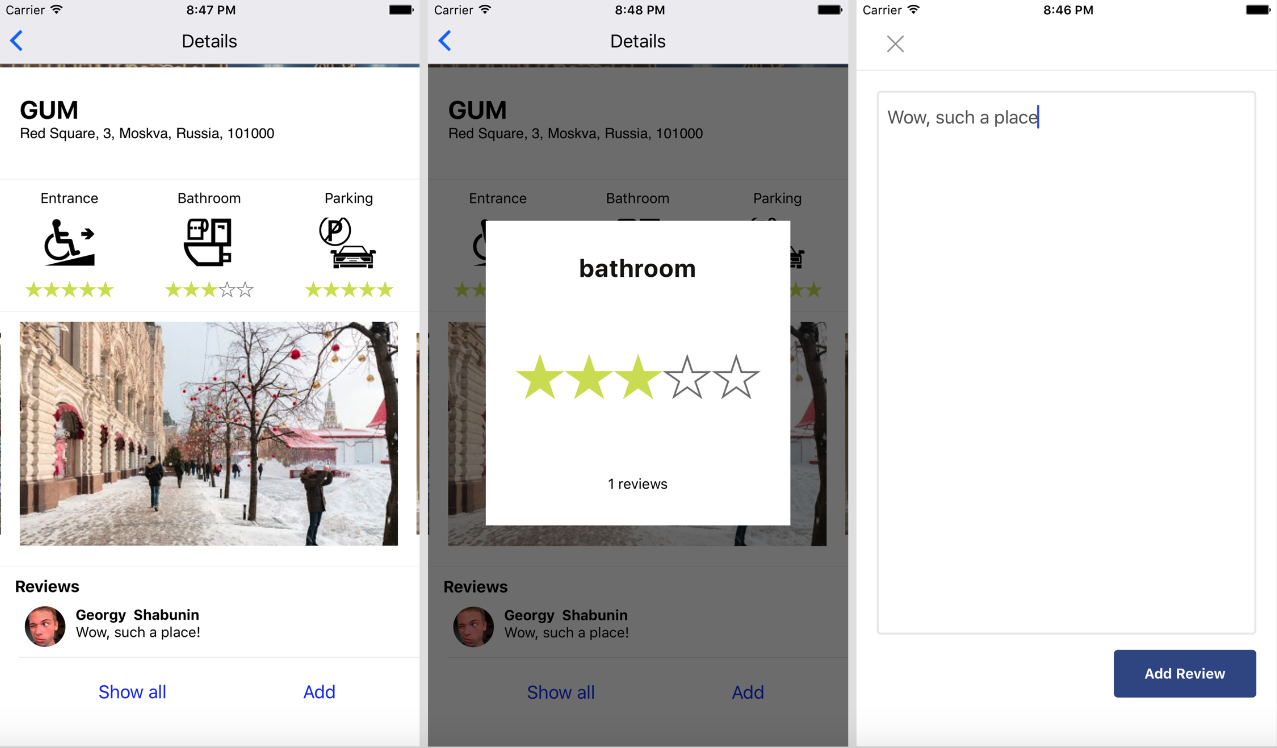 Carrier 8:47 PM
Details
GUM
Red Square, 3, Moskva, Russia, 101000
Entrance Bathroom Parking
P
Reviews
Georgy Shabunin
Wow, such a place!
Show all Add
Carrier 8:48 PM
Details
GUM
Red Square, 3, Moskva, Russia, 101000
Entrance Bathroom Parking
bathroom
1 reviews
Reviews
Georgy Shabunin
Wow, such a place!
Show all Add
Carrier 8:46 PM
Wow, such a place
Add Review